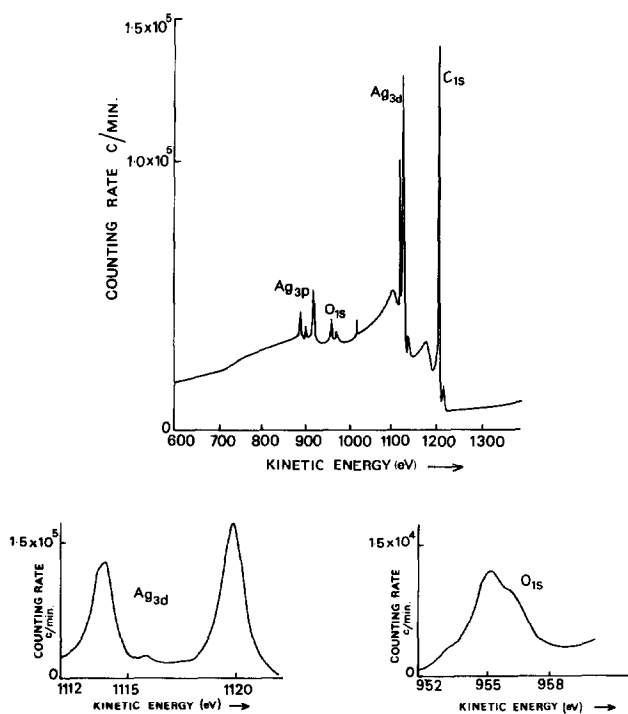 1·5x10⁵
1·0x10⁵
0
COUNTING RATE C/MIN.
C1s
Ag3d
Ag3p
O1s
600 700 800 900 1000 1100 1200 1300
KINETIC ENERGY (eV)
1·5x10⁵
0
COUNTING RATE
c/min.
Ag3d
1112 1115 1120
KINETIC ENERGY (eV)
15x10⁴
0
COUNTING RATE
c/min.
O1s
952 955 958
KINETIC ENERGY (eV)